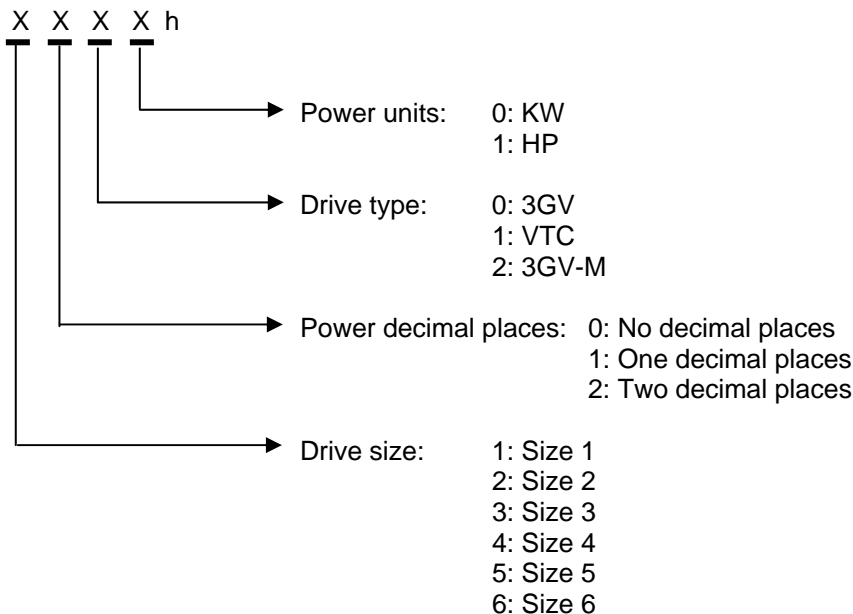 X X X X h
Power units: 0: KW
1: HP
Drive type: 0: 3GV
1: VTC
2: 3GV-M
Power decimal places: 0: No decimal places
1: One decimal places
2: Two decimal places
Drive size: 1: Size 1
2: Size 2
3: Size 3
4: Size 4
5: Size 5
6: Size 6